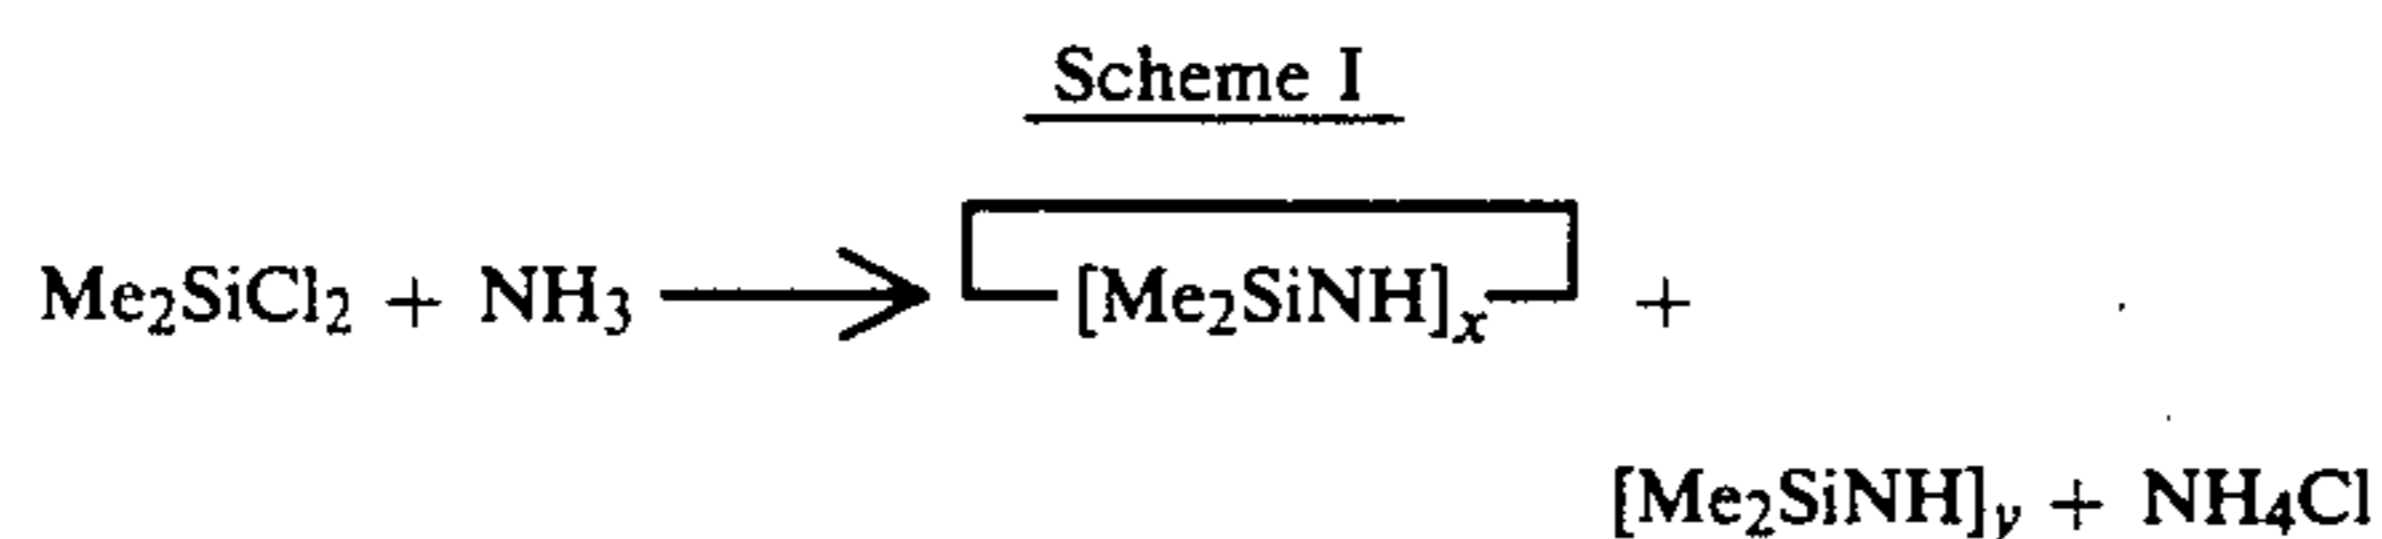 Scheme I
Me₂SiCl₂ + NH₃ ⟶ [Me₂SiNH]ₓ +
[Me₂SiNH]ᵧ + NH₄Cl